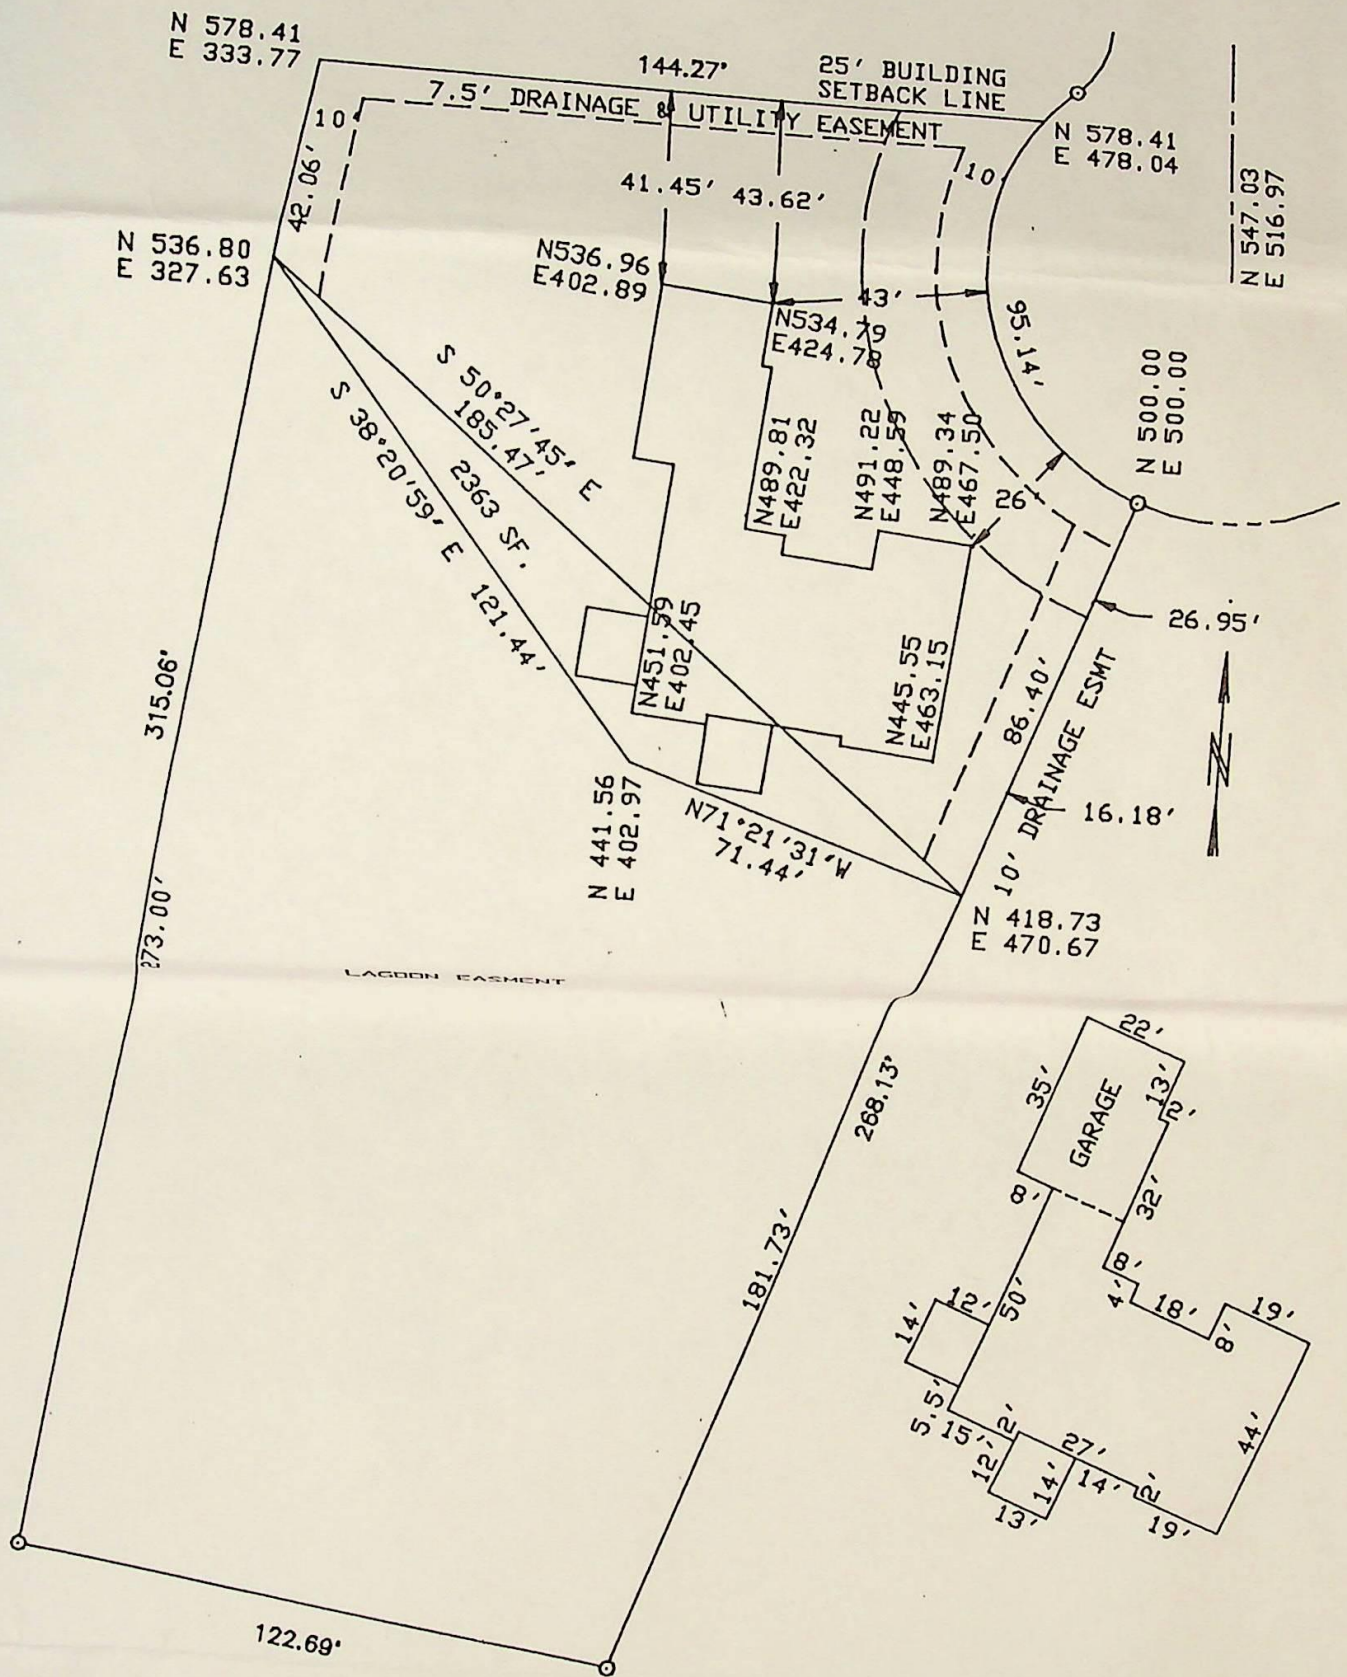 N 578.41
E 333.77
144.27'
25' BUILDING
SETBACK LINE
7.5' DRAINAGE & UTILITY EASEMENT
10'
42.06'
N 578.41
E 478.04
10
41.45'
43.62'
N 547.03
E 516.97
N 536.80
E 327.63
N536.96
E402.89
43'
N534.79
E424.78
95.14'
N 500.00
E 500.00
S 50°27'45" E
185.47'
S 38°20'59" E 121.44'
2363 SF.
N489.81
E422.32
N491.22
E448.59
N489.34
E467.50
26
26.95'
N451.59
E402.45
N445.55
E463.15
86.40'
10' DRAINAGE ESMT
N
16.18'
315.06'
N 441.56
E 402.97
N71°21'31"W
71.44'
N 418.73
E 470.67
273.00'
LAGOON EASMENT
268.13'
181.73'
122.69'
22'
35'
13'
2'
GARAGE
8'
32'
50'
8'
4'
18'
8'
19'
12'
14'
5.5'
15'
2'
27'
12'
14'
14'
2'
13'
19'
44'